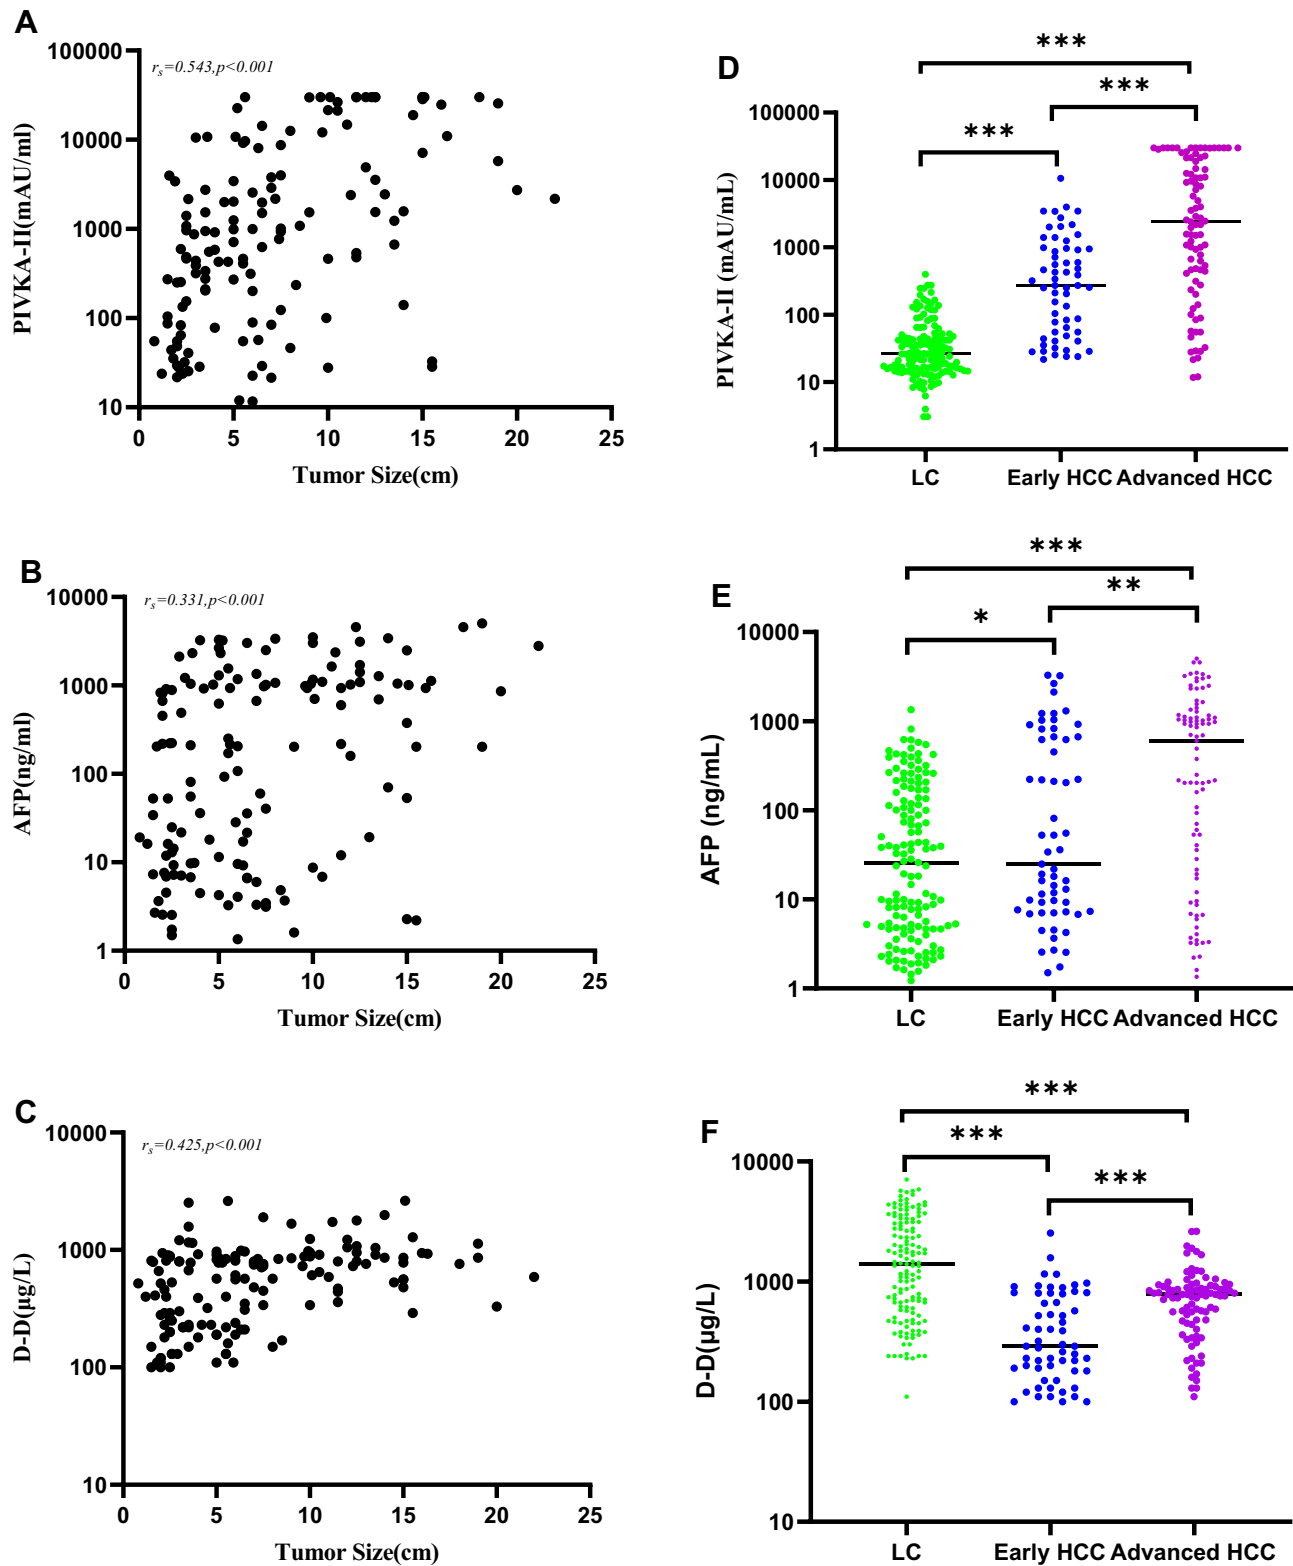 A
r_s=0.543,p<0.001
PIVKA-II(mAU/ml)
100000
10000
1000
100
10
0 5 10 15 20 25
Tumor Size(cm)
D
***
***
***
PIVKA-II (mAU/mL)
100000
10000
1000
100
10
1
LC Early HCC Advanced HCC
B
r_s=0.331,p<0.001
AFP(ng/ml)
10000
1000
100
10
1
0 5 10 15 20 25
Tumor Size(cm)
E
***
**
*
AFP (ng/mL)
10000
1000
100
10
1
LC Early HCC Advanced HCC
C
r_s=0.425,p<0.001
D-D(μg/L)
10000
1000
100
10
0 5 10 15 20 25
Tumor Size(cm)
F
***
***
***
D-D(μg/L)
10000
1000
100
10
LC Early HCC Advanced HCC